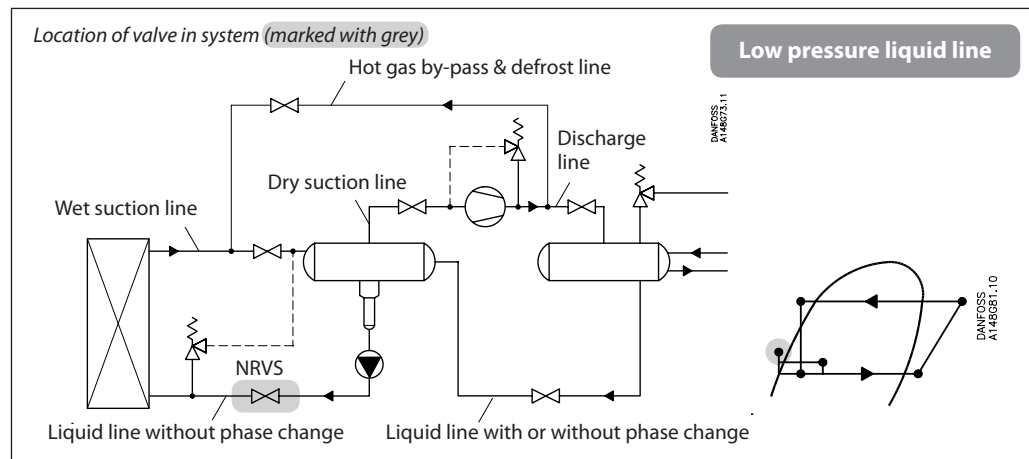 Location of valve in system (marked with grey)
Low pressure liquid line
Hot gas by-pass & defrost line
DANFOSS
A148G73.11
Discharge
line
Dry suction line
Wet suction line
DANFOSS
A148G81.10
NRVS
Liquid line without phase change
Liquid line with or without phase change